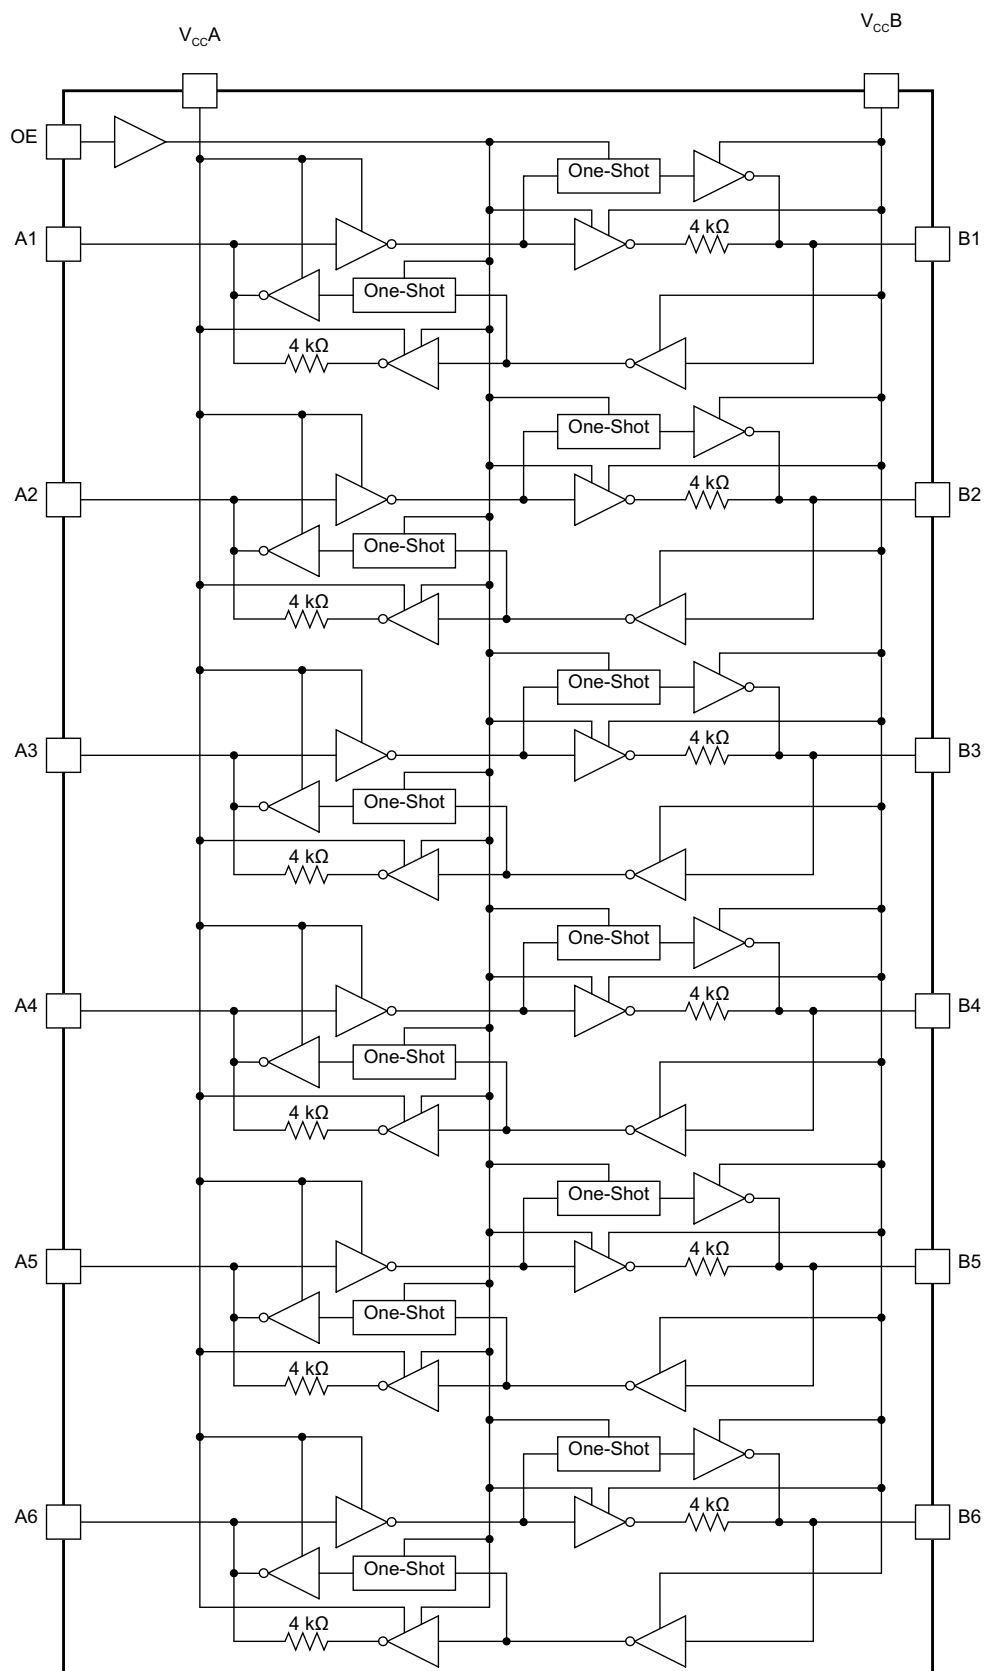 VCCA
VCCB
OE
One-Shot
A1
4 kΩ
B1
One-Shot
4 kΩ
One-Shot
A2
4 kΩ
B2
One-Shot
4 kΩ
One-Shot
A3
4 kΩ
B3
One-Shot
4 kΩ
One-Shot
A4
4 kΩ
B4
One-Shot
4 kΩ
One-Shot
A5
4 kΩ
B5
One-Shot
4 kΩ
One-Shot
A6
4 kΩ
B6
One-Shot
4 kΩ